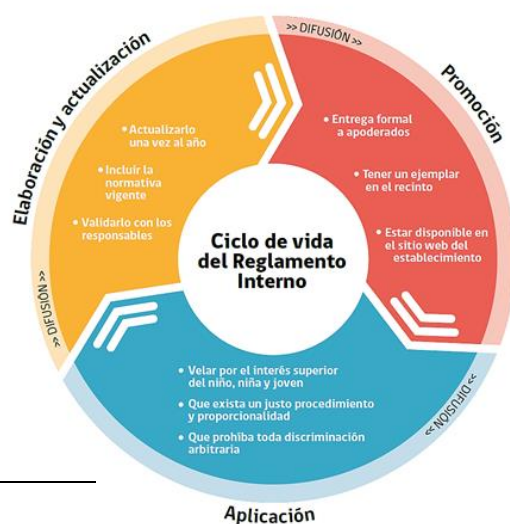 Elaboración y actualización
>> DIFUSIÓN >>
• Actualizarlo
una vez al año
• Incluir la
normativa
vigente
• Validarlo con los
responsables
>> DIFUSIÓN >>
Promoción
• Entrega formal
a apoderados
• Tener un ejemplar
en el recinto
• Estar disponible en
el sitio web del
establecimiento
Ciclo de vida
del Reglamento
Interno
>> DIFUSIÓN >>
• Velar por el interés superior
del niño, niña y joven
• Que exista un justo procedimiento
y proporcionalidad
• Que prohíba toda discriminación
arbitraria
Aplicación